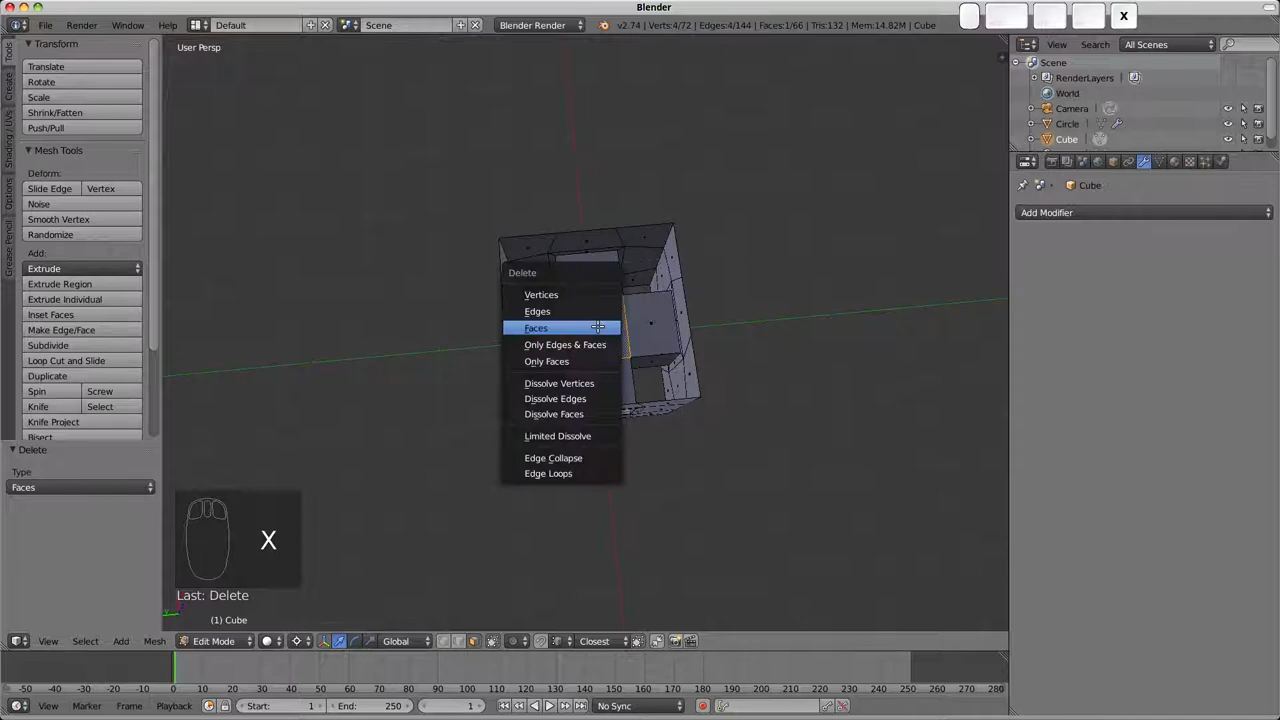 Blender
File Render Window Help Default Scene Blender Render v2.74 | Verts:4/72 | Edges:4/144 | Faces:1/66 | Tris:132 | Mem:14.82M | Cube
X
Tools
Create
Shading / UVs
Options
Grease Pencil
Transform
Translate
Rotate
Scale
Shrink/Fatten
Push/Pull
Mesh Tools
Deform:
Slide Edge Vertex
Noise
Smooth Vertex
Randomize
Add:
Extrude
Extrude Region
Extrude Individual
Inset Faces
Make Edge/Face
Subdivide
Loop Cut and Slide
Duplicate
Spin Screw
Knife Select
Knife Project
Bisect
Delete
Type
Faces
User Persp
Delete
Vertices
Edges
Faces
Only Edges & Faces
Only Faces
Dissolve Vertices
Dissolve Edges
Dissolve Faces
Limited Dissolve
Edge Collapse
Edge Loops
X
Last: Delete
(1) Cube
View Search All Scenes
Scene
RenderLayers
World
Camera
Circle
Cube
Cube
Add Modifier
View Select Add Mesh Edit Mode Global Closest
-50 -40 -30 -20 -10 0 10 20 30 40 50 60 70 80 90 100 110 120 130 140 150 160 170 180 190 200 210 220 230 240 250 260 270 280
View Marker Frame Playback Start: 1 End: 250 1 No Sync